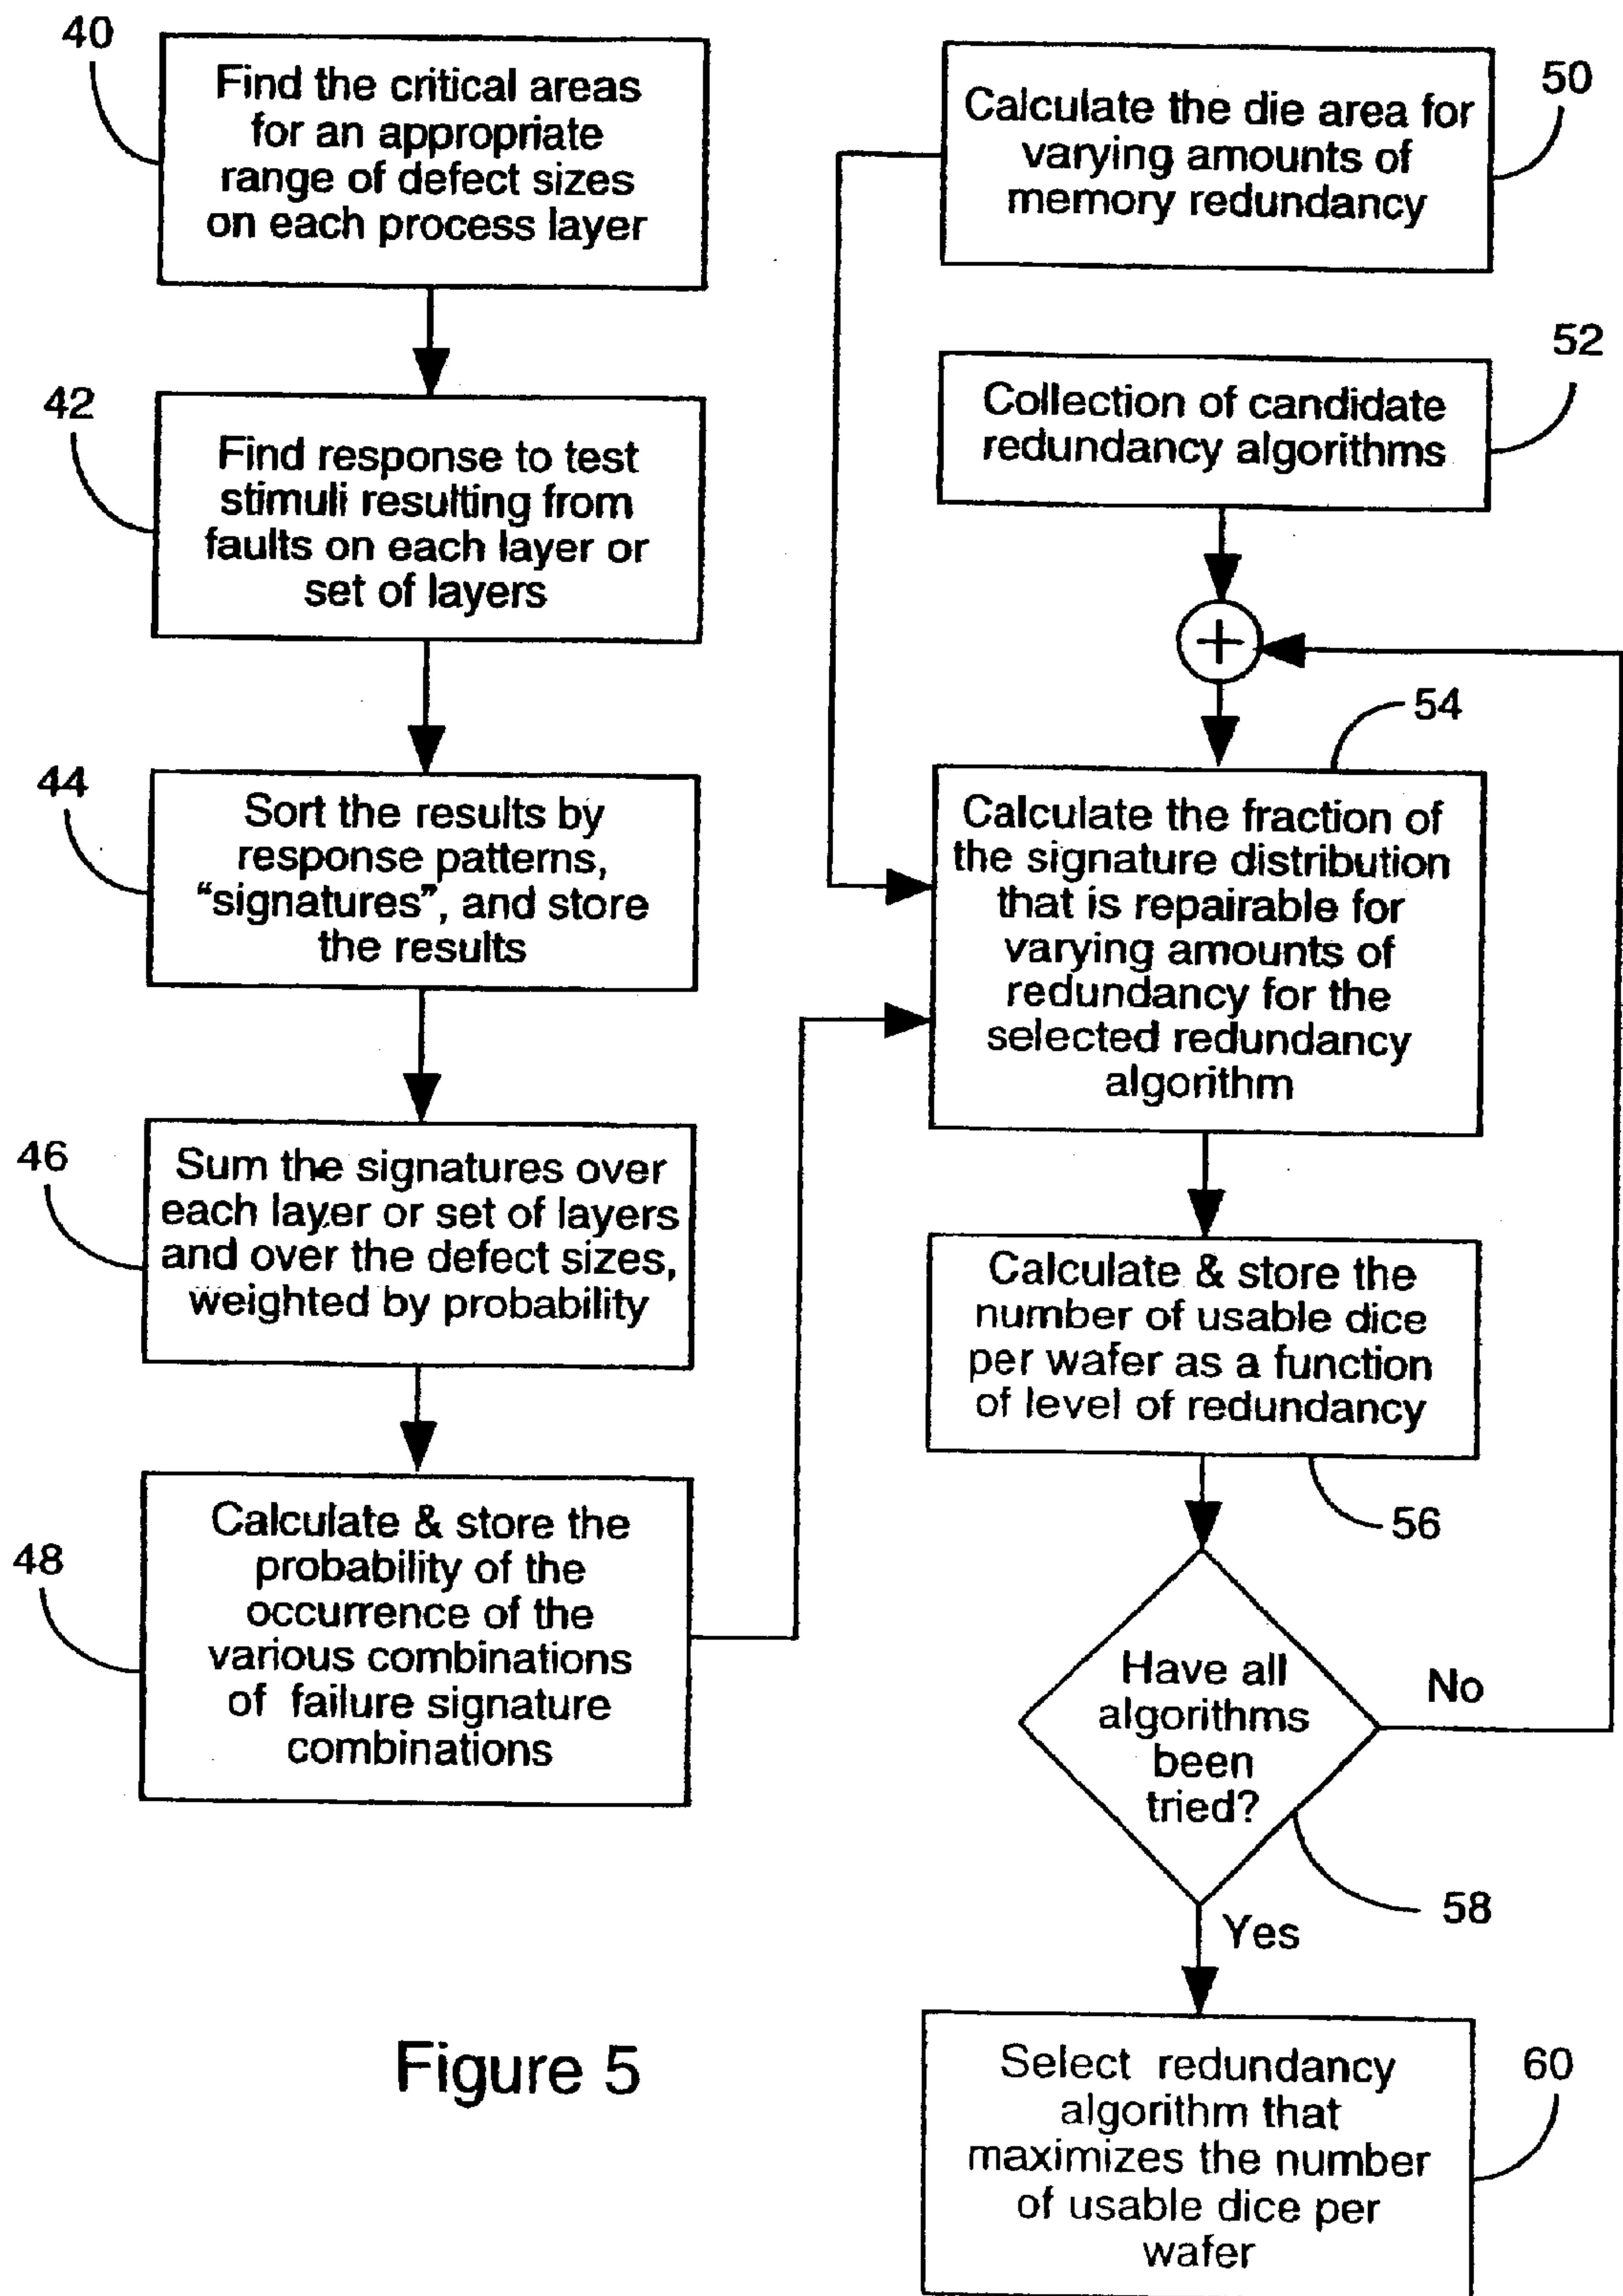 40
Find the critical areas
for an appropriate
range of defect sizes
on each process layer
42
Find response to test
stimuli resulting from
faults on each layer or
set of layers
44
Sort the results by
response patterns,
“signatures”, and store
the results
46
Sum the signatures over
each layer or set of layers
and over the defect sizes,
weighted by probability
48
Calculate & store the
probability of the
occurrence of the
various combinations
of failure signature
combinations
50
Calculate the die area for
varying amounts of
memory redundancy
52
Collection of candidate
redundancy algorithms
+
54
Calculate the fraction of
the signature distribution
that is repairable for
varying amounts of
redundancy for the
selected redundancy
algorithm
Calculate & store the
number of usable dice
per wafer as a function
of level of redundancy
56
Have all
algorithms
been
tried?
No
58
Yes
60
Select redundancy
algorithm that
maximizes the number
of usable dice per
wafer
Figure 5